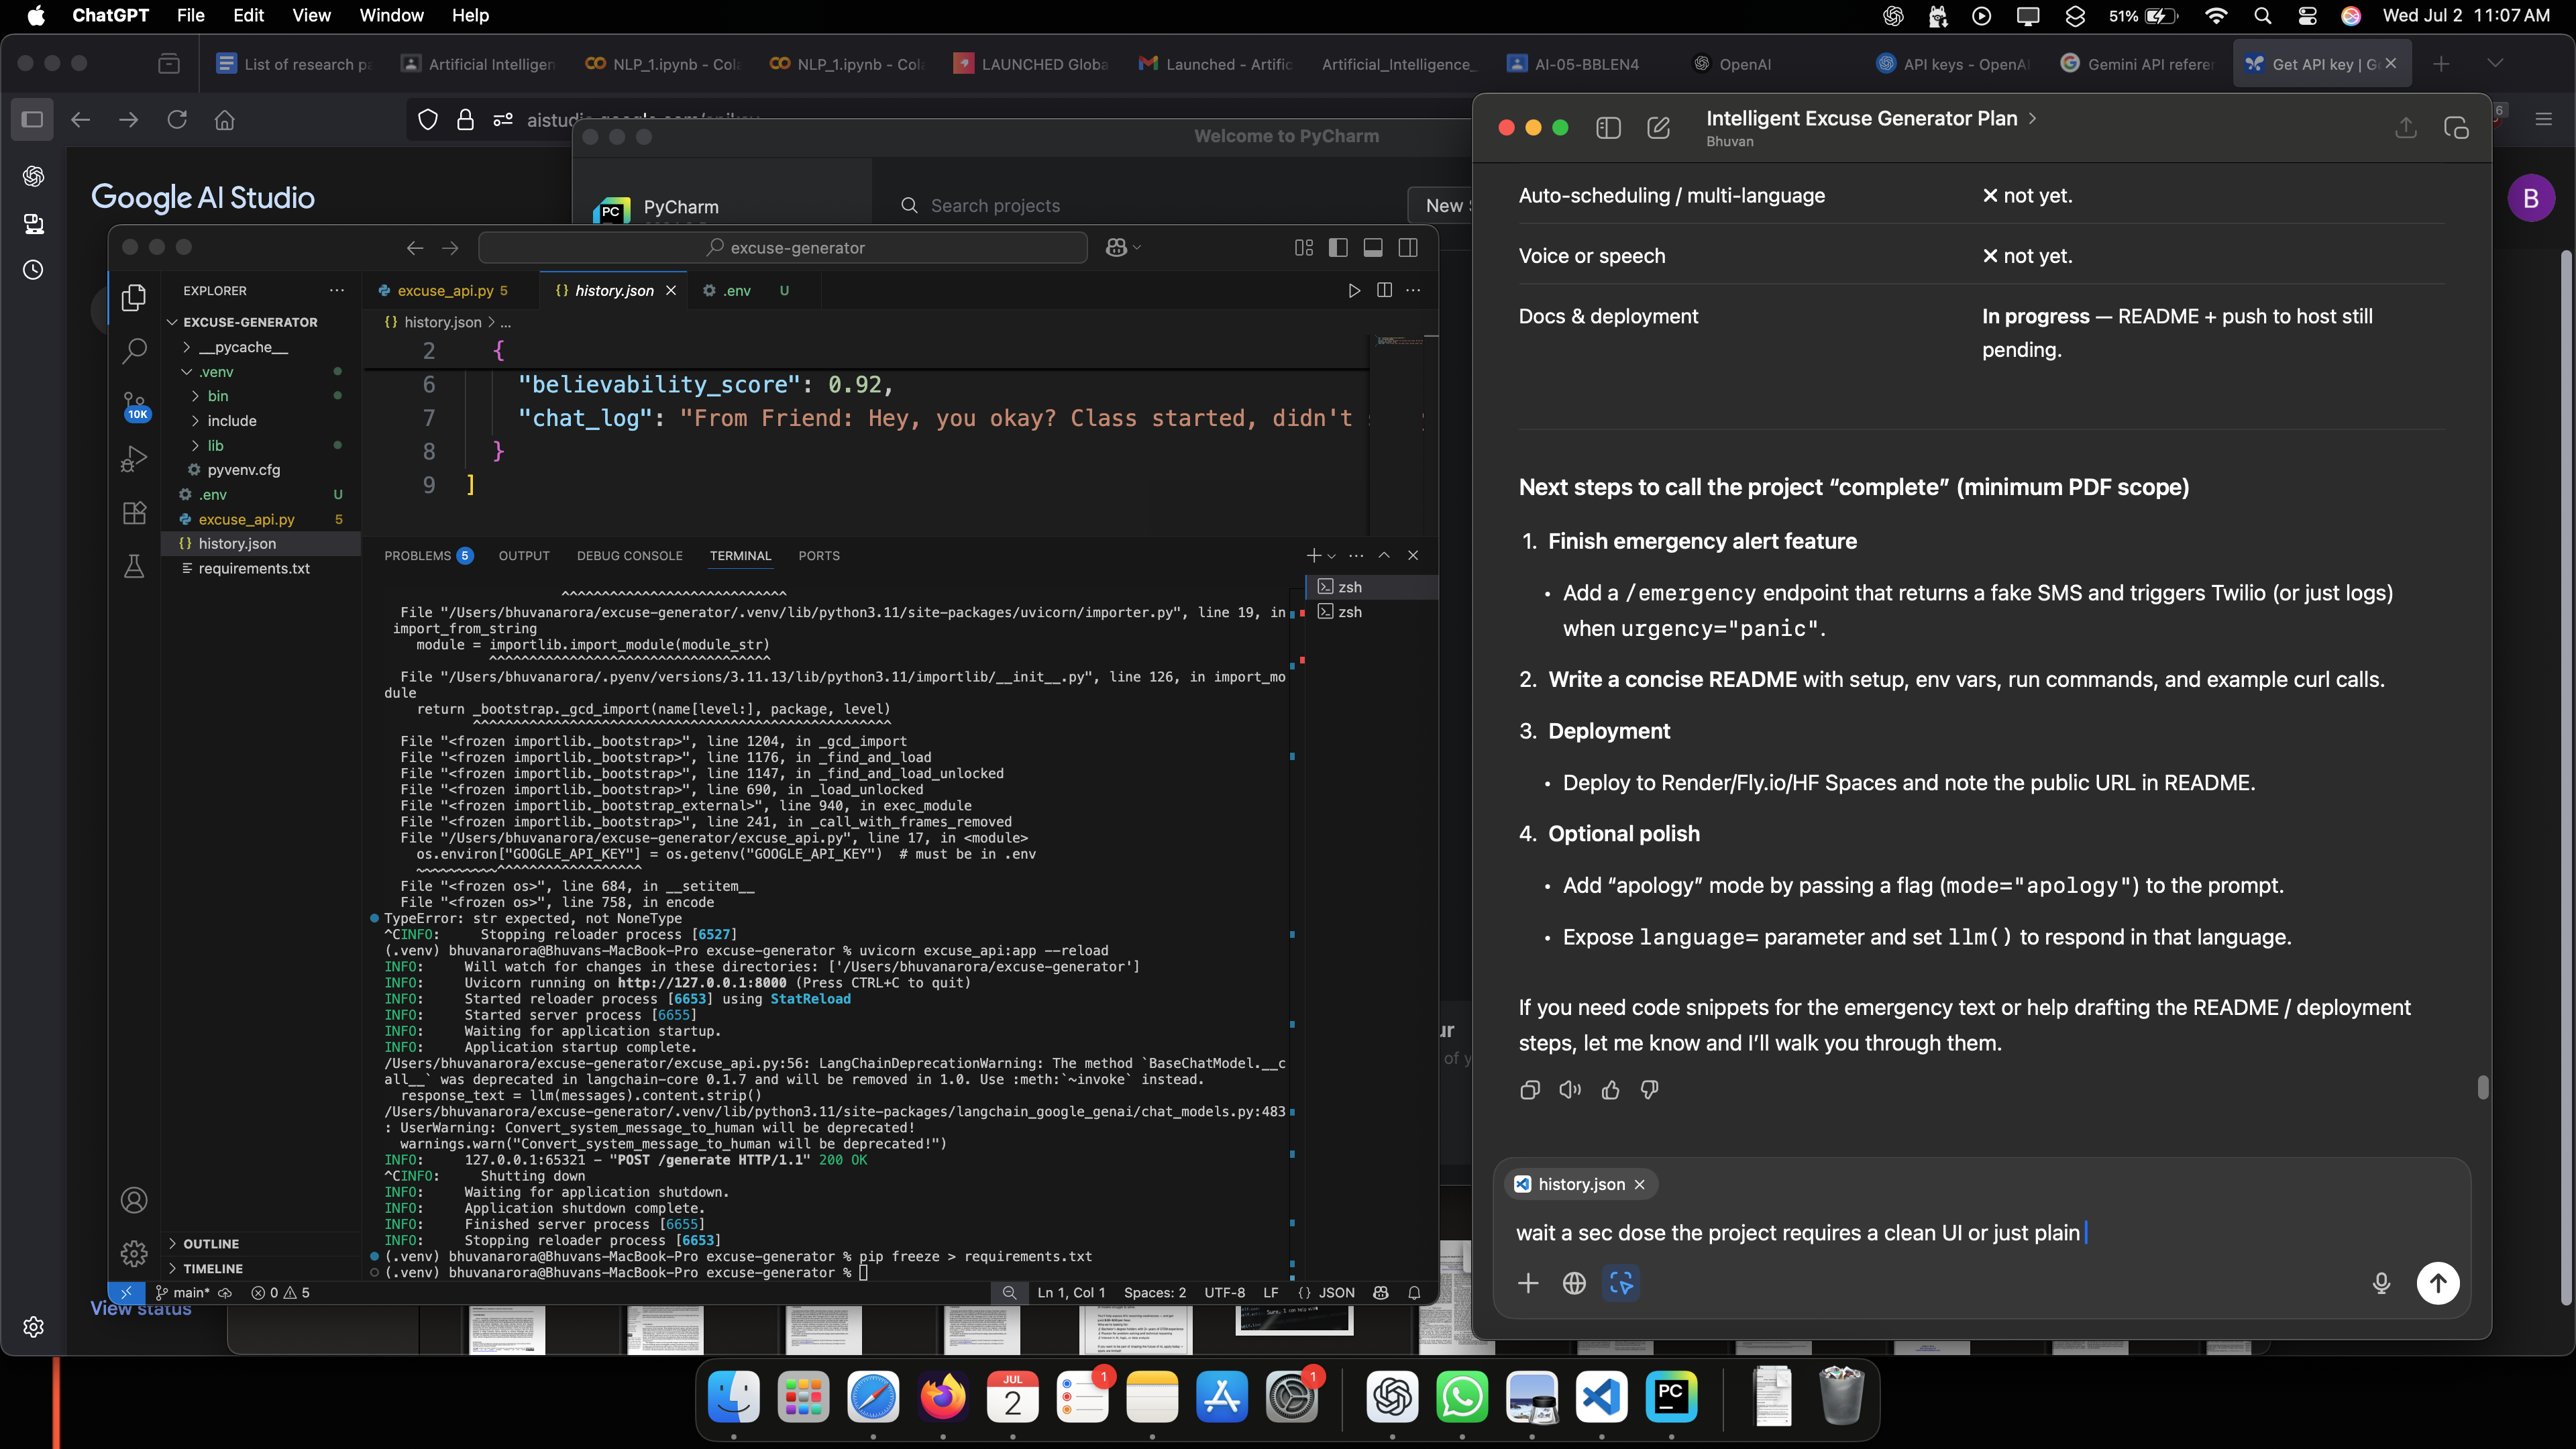 ChatGPT File Edit View Window Help
51% Wed Jul 2 11:07 AM
List of research pa
Artificial Intelligen
NLP_1.ipynb - Cola
NLP_1.ipynb - Cola
LAUNCHED Globa
Launched - Artific
Artificial_Intelligence_
AI-05-BBLEN4
OpenAI
API keys - OpenAI
Gemini API referen
Get API key | G
Google AI Studio
B
6
View status
Welcome to PyCharm
PC PyCharm
Search projects
New S
excuse-generator
EXPLORER
EXCUSE-GENERATOR
__pycache__
.venv
bin
include
lib
pyvenv.cfg
.env U
excuse_api.py 5
history.json
requirements.txt
10K
OUTLINE
TIMELINE
excuse_api.py 5
{} history.json
.env U
{} history.json > ...
2 {
6 "believability_score": 0.92,
7 "chat_log": "From Friend: Hey, you okay? Class started, didn't
8 }
9 ]
PROBLEMS 5 OUTPUT DEBUG CONSOLE TERMINAL PORTS
zsh
zsh
^^^^^^^^^^^^^^^^^^^^^^^^^^^^
File "/Users/bhuvanarora/excuse-generator/.venv/lib/python3.11/site-packages/uvicorn/importer.py", line 19, in
import_from_string
module = importlib.import_module(module_str)
^^^^^^^^^^^^^^^^^^^^^^^^^^^^^^^^^^^
File "/Users/bhuvanarora/.pyenv/versions/3.11.13/lib/python3.11/importlib/__init__.py", line 126, in import_mo
dule
return _bootstrap._gcd_import(name[level:], package, level)
^^^^^^^^^^^^^^^^^^^^^^^^^^^^^^^^^^^^^^^^^^^^^^^^^^^^
File "<frozen importlib._bootstrap>", line 1204, in _gcd_import
File "<frozen importlib._bootstrap>", line 1176, in _find_and_load
File "<frozen importlib._bootstrap>", line 1147, in _find_and_load_unlocked
File "<frozen importlib._bootstrap>", line 690, in _load_unlocked
File "<frozen importlib._bootstrap_external>", line 940, in exec_module
File "<frozen importlib._bootstrap>", line 241, in _call_with_frames_removed
File "/Users/bhuvanarora/excuse-generator/excuse_api.py", line 17, in <module>
os.environ["GOOGLE_API_KEY"] = os.getenv("GOOGLE_API_KEY")  # must be in .env
~~~~~~~~~~^^^^^^^^^^^^^^^^^^
File "<frozen os>", line 684, in __setitem__
File "<frozen os>", line 758, in encode
TypeError: str expected, not NoneType
^CINFO: Stopping reloader process [6527]
(.venv) bhuvanarora@Bhuvans-MacBook-Pro excuse-generator % uvicorn excuse_api:app --reload
INFO: Will watch for changes in these directories: ['/Users/bhuvanarora/excuse-generator']
INFO: Uvicorn running on http://127.0.0.1:8000 (Press CTRL+C to quit)
INFO: Started reloader process [6653] using StatReload
INFO: Started server process [6655]
INFO: Waiting for application startup.
INFO: Application startup complete.
/Users/bhuvanarora/excuse-generator/excuse_api.py:56: LangChainDeprecationWarning: The method `BaseChatModel.__c
all__` was deprecated in langchain-core 0.1.7 and will be removed in 1.0. Use :meth:`~invoke` instead.
response_text = llm(messages).content.strip()
/Users/bhuvanarora/excuse-generator/.venv/lib/python3.11/site-packages/langchain_google_genai/chat_models.py:483
: UserWarning: Convert_system_message_to_human will be deprecated!
warnings.warn("Convert_system_message_to_human will be deprecated!")
INFO: 127.0.0.1:65321 - "POST /generate HTTP/1.1" 200 OK
^CINFO: Shutting down
INFO: Waiting for application shutdown.
INFO: Application shutdown complete.
INFO: Finished server process [6655]
INFO: Stopping reloader process [6653]
(.venv) bhuvanarora@Bhuvans-MacBook-Pro excuse-generator % pip freeze > requirements.txt
(.venv) bhuvanarora@Bhuvans-MacBook-Pro excuse-generator %
main* 0 5 Ln 1, Col 1 Spaces: 2 UTF-8 LF {} JSON
Intelligent Excuse Generator Plan >
Bhuvan
Auto-scheduling / multi-language ✕ not yet.
Voice or speech ✕ not yet.
Docs & deployment In progress — README + push to host still
pending.
Next steps to call the project “complete” (minimum PDF scope)
1. Finish emergency alert feature
• Add a /emergency endpoint that returns a fake SMS and triggers Twilio (or just logs)
when urgency="panic".
2. Write a concise README with setup, env vars, run commands, and example curl calls.
3. Deployment
• Deploy to Render/Fly.io/HF Spaces and note the public URL in README.
4. Optional polish
• Add “apology” mode by passing a flag (mode="apology") to the prompt.
• Expose language= parameter and set llm() to respond in that language.
If you need code snippets for the emergency text or help drafting the README / deployment
steps, let me know and I’ll walk you through them.
history.json
wait a sec dose the project requires a clean UI or just plain
JUL
2
1
1
PC